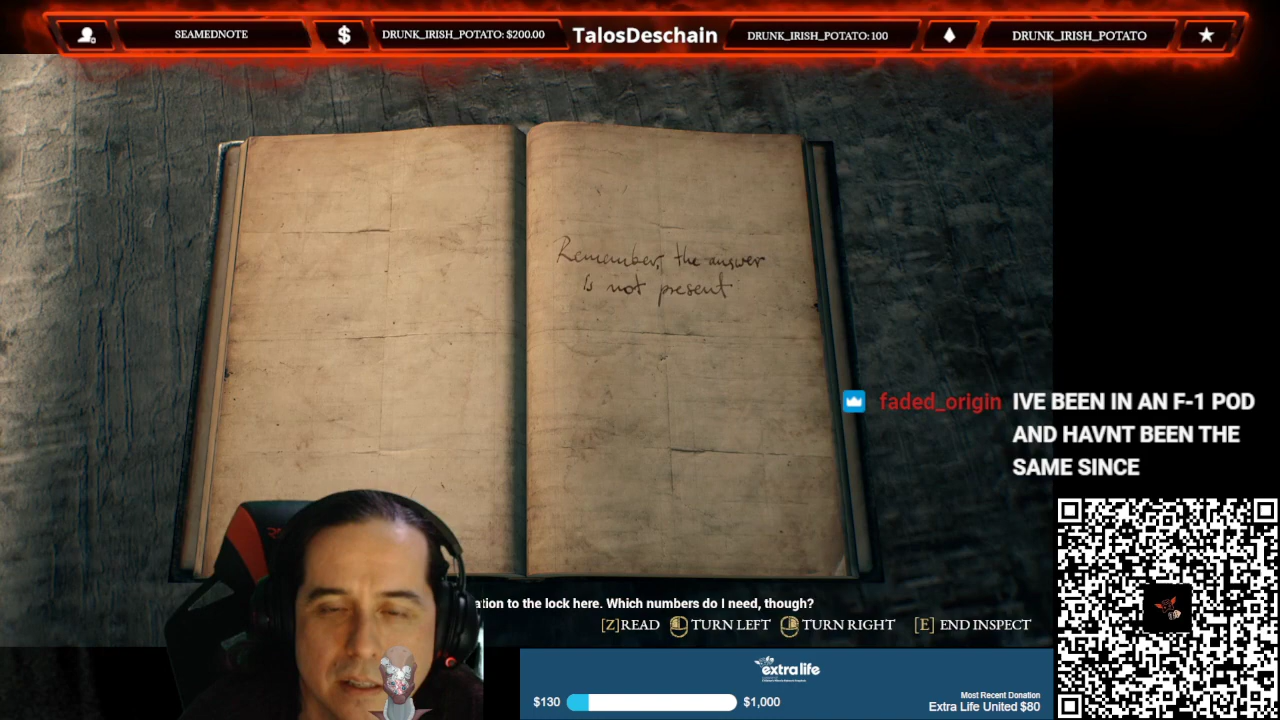 SEAMEDNOTE
$
DRUNK_IRISH_POTATO: $200.00
TalosDeschain
DRUNK_IRISH_POTATO: 100
DRUNK_IRISH_POTATO
Remember, the answer
is not present
faded_origin IVE BEEN IN AN F-1 POD
AND HAVNT BEEN THE
SAME SINCE
to the lock here. Which numbers do I need, though?
[Z] READ TURN LEFT TURN RIGHT [E] END INSPECT
extra life
$130 $1,000
Most Recent Donation
Extra Life United $80